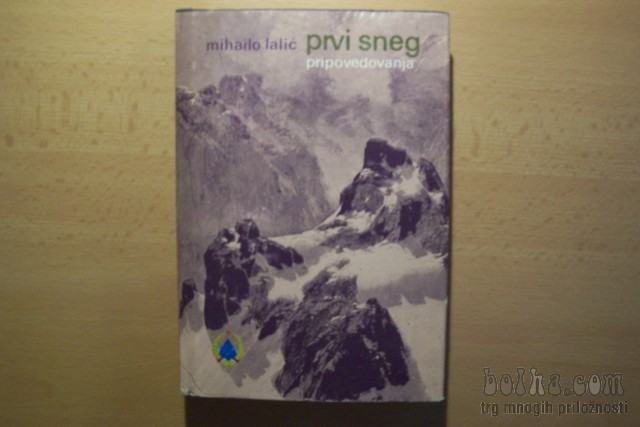 mihailo lalić prvi sneg
pripovedovanja
bolha.com
trg mnogih priložnosti